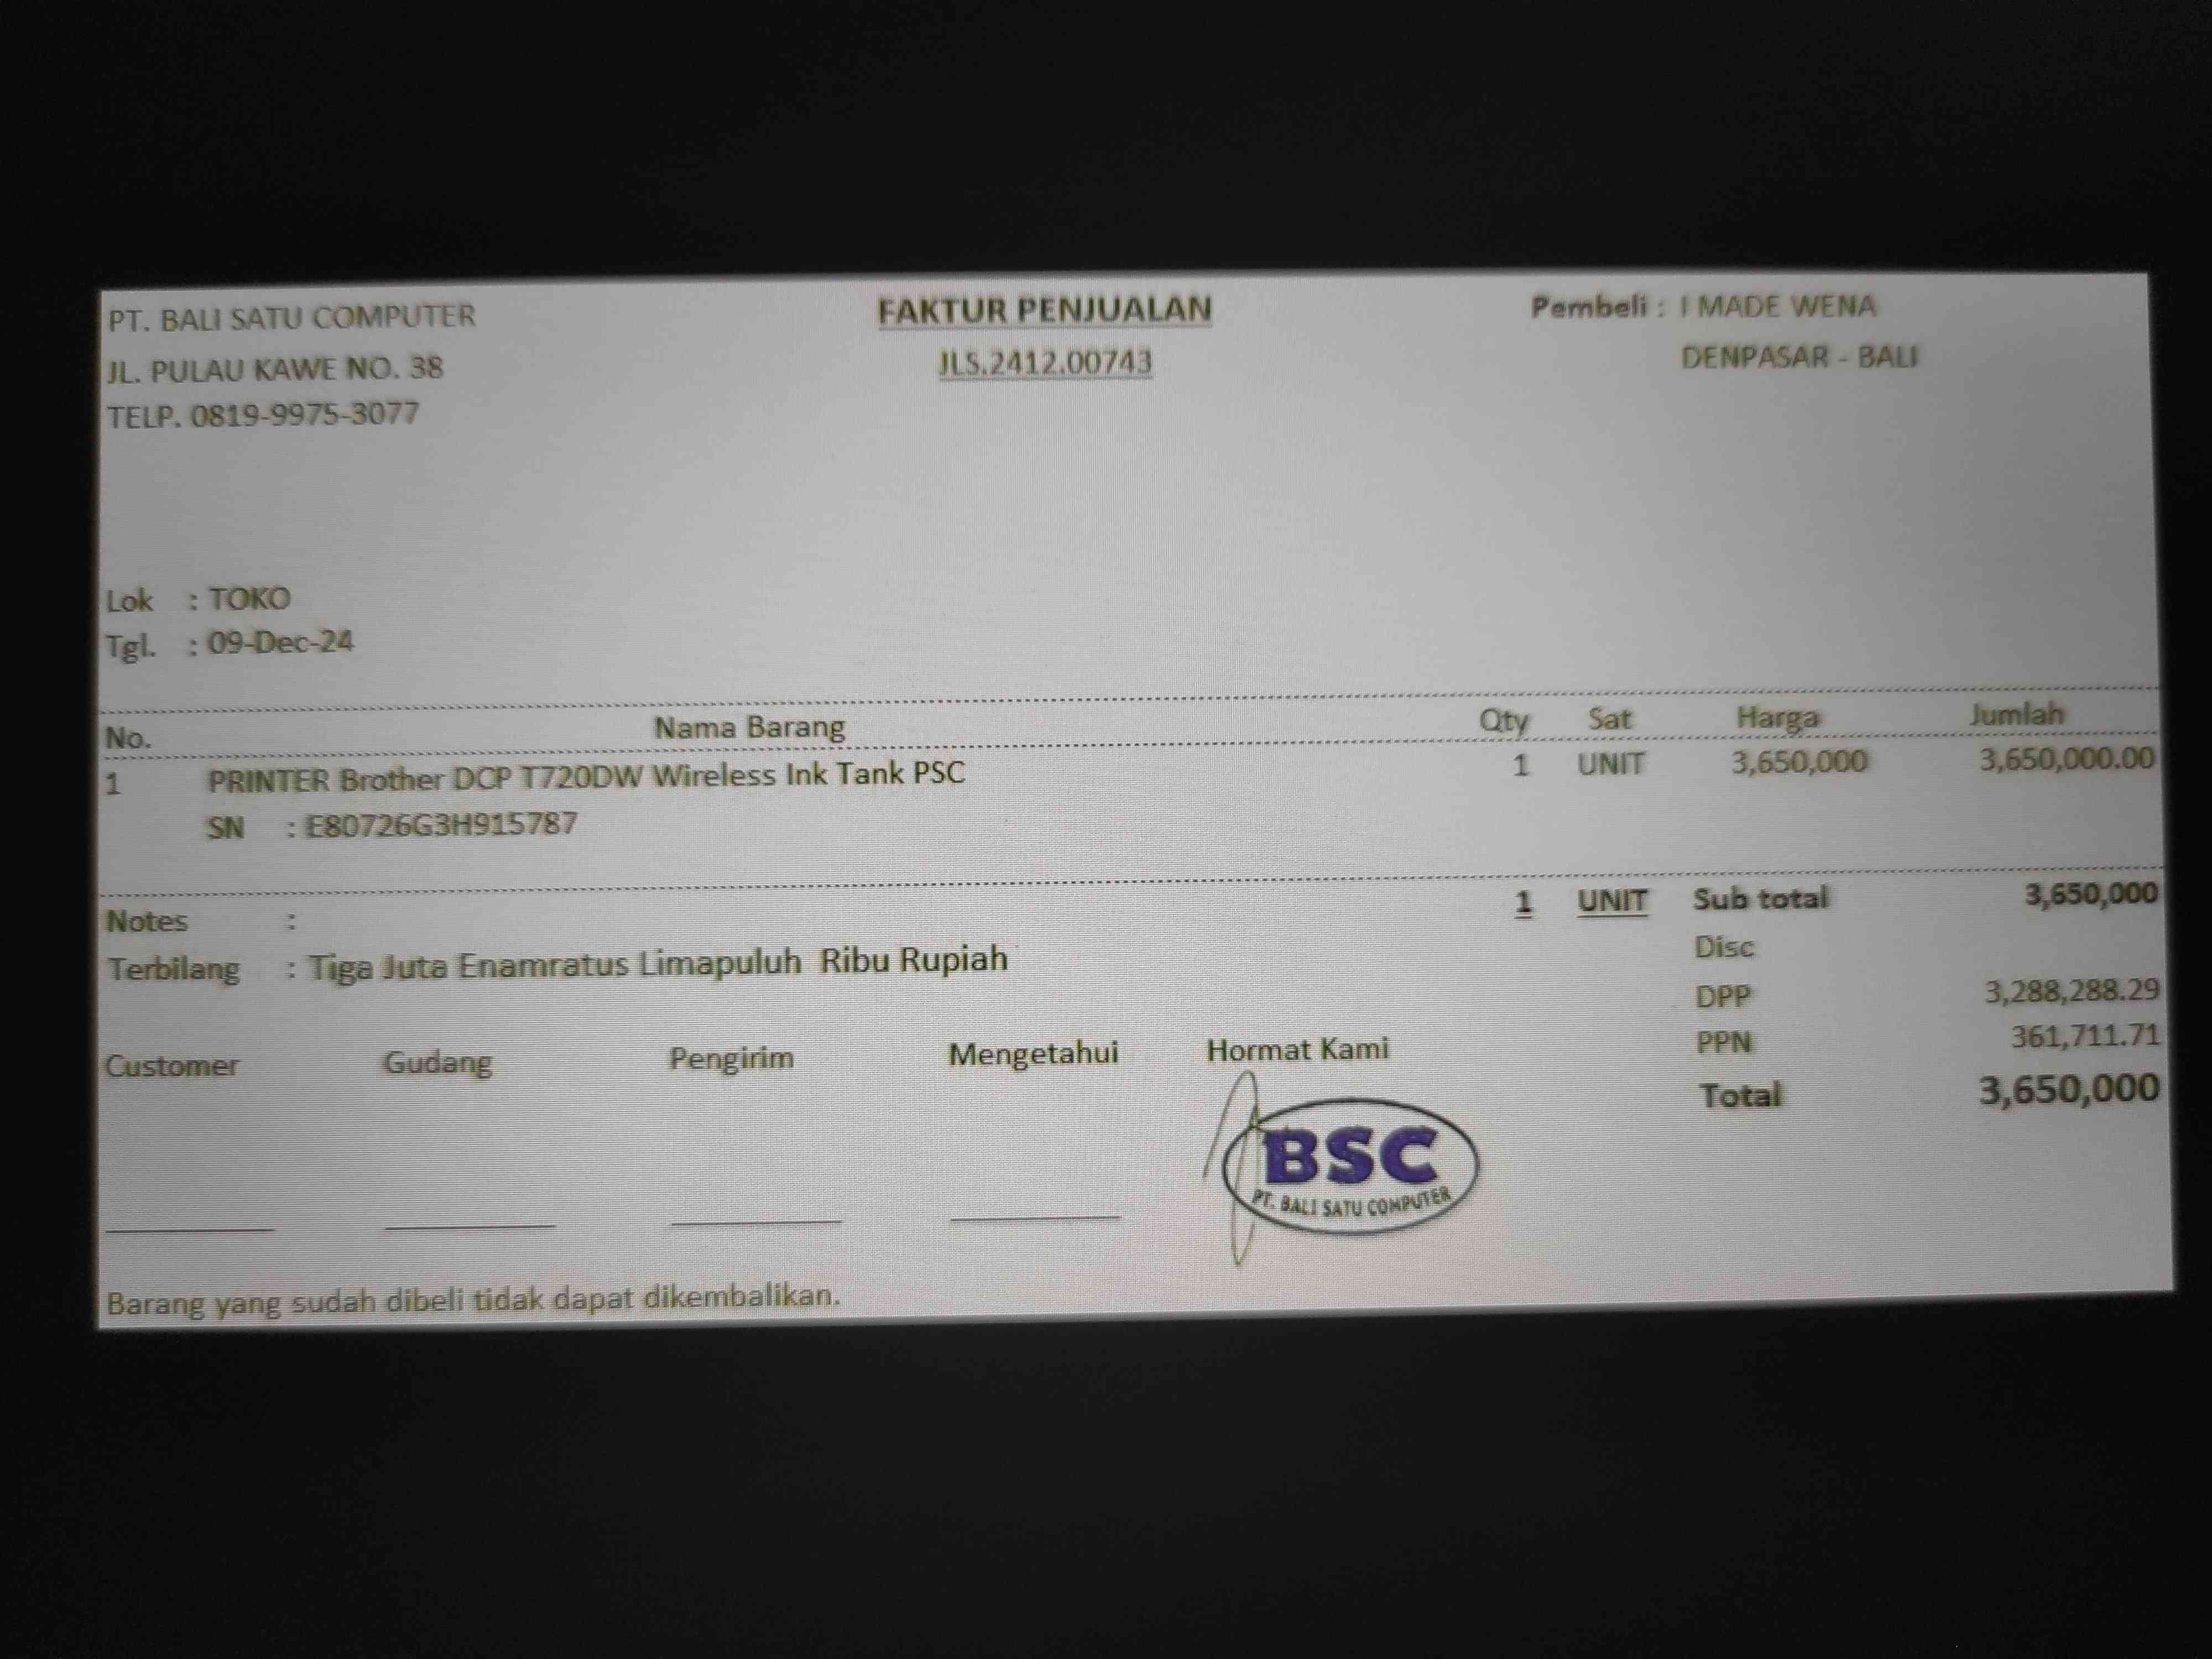 PT. BALI SATU COMPUTER
JL. PULAU KAWE NO. 38
TELP. 0819-9975-3077
FAKTUR PENJUALAN
JLS.2412.00743
Pembeli : I MADE WENA
DENPASAR - BALI
Lok : TOKO
Tgl. : 09-Dec-24
No. Nama Barang Qty Sat Harga Jumlah
1 PRINTER Brother DCP T720DW Wireless Ink Tank PSC 1 UNIT 3,650,000 3,650,000.00
SN : E80726G3H915787
1 UNIT Sub total 3,650,000
Notes :
Disc
Terbilang : Tiga Juta Enamratus Limapuluh Ribu Rupiah
DPP 3,288,288.29
PPN 361,711.71
Total 3,650,000
Customer Gudang Pengirim Mengetahui Hormat Kami
BSC
PT. BALI SATU COMPUTER
Barang yang sudah dibeli tidak dapat dikembalikan.